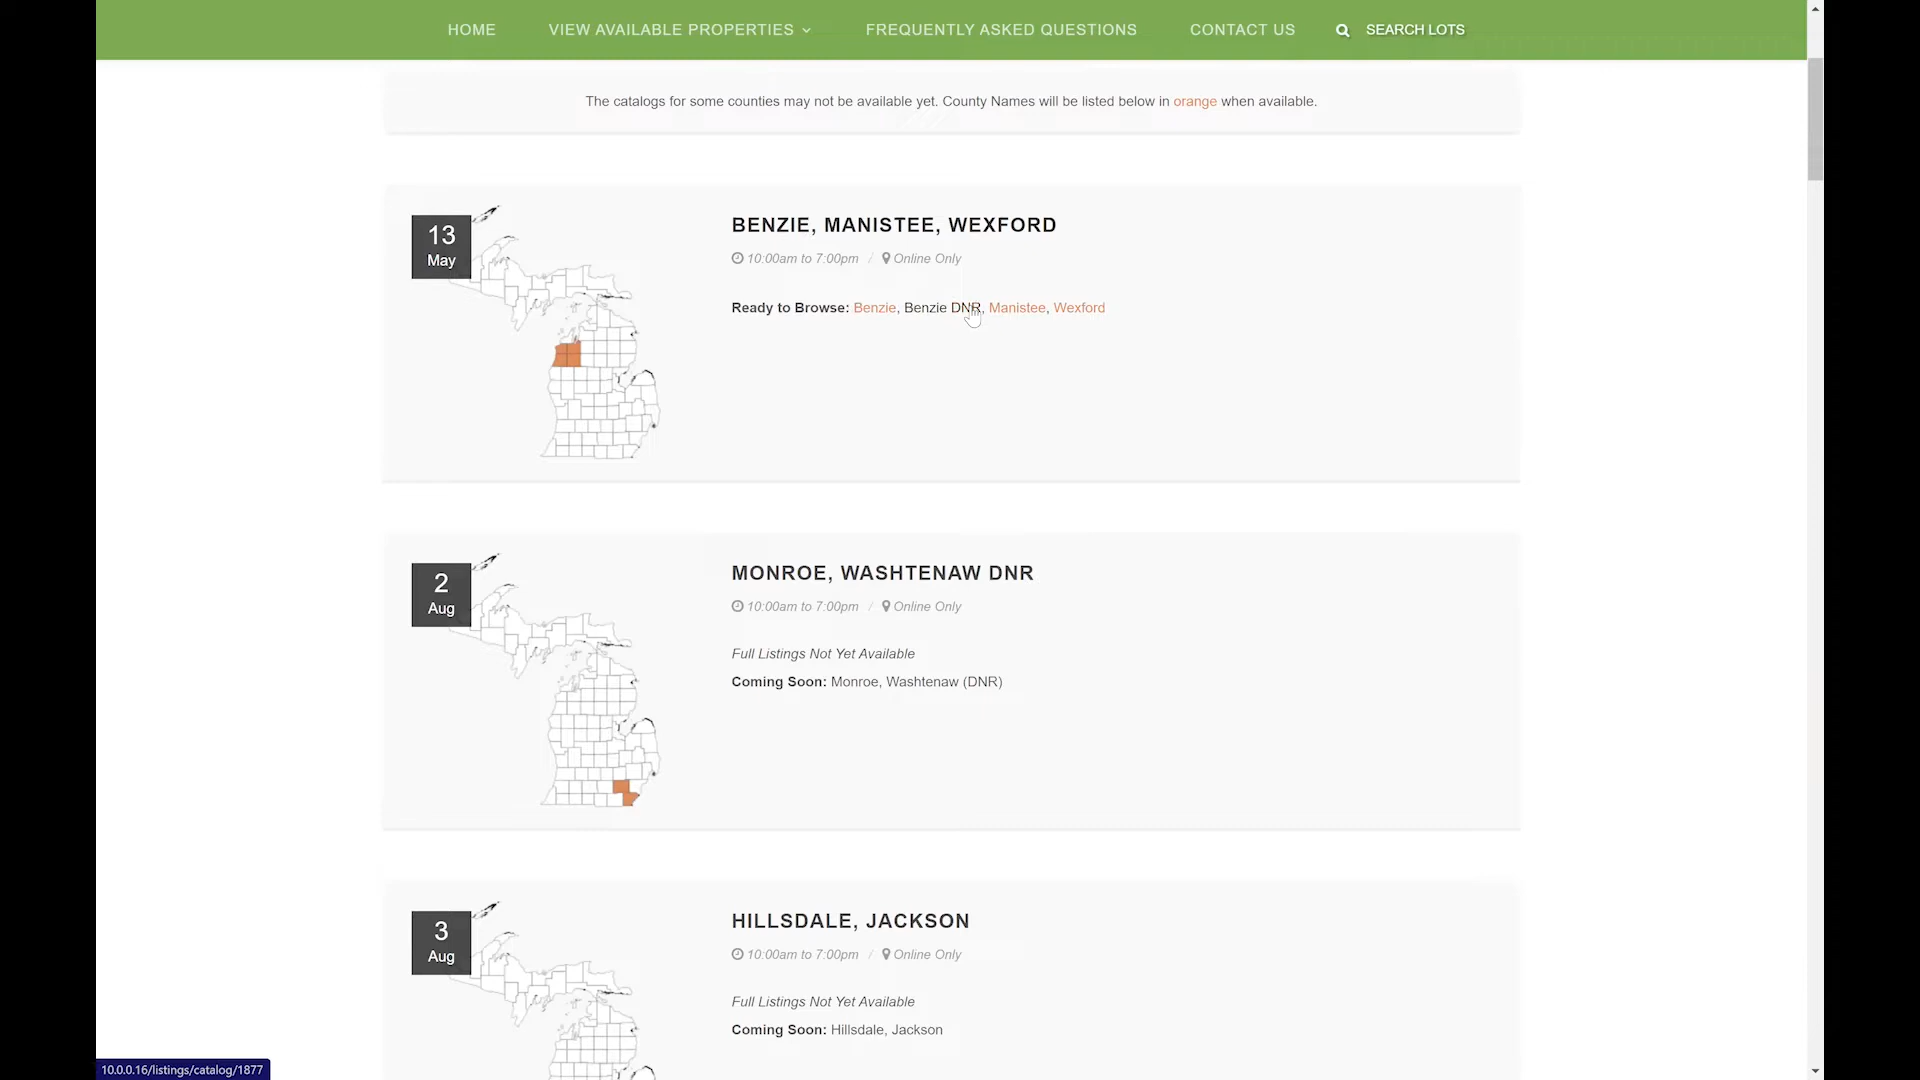 HOME VIEW AVAILABLE PROPERTIES FREQUENTLY ASKED QUESTIONS CONTACT US SEARCH LOTS
The catalogs for some counties may not be available yet. County Names will be listed below in orange when available.
13
May
BENZIE, MANISTEE, WEXFORD
10:00am to 7:00pm / Online Only
Ready to Browse: Benzie, Benzie DNR, Manistee, Wexford
2
Aug
MONROE, WASHTENAW DNR
10:00am to 7:00pm / Online Only
Full Listings Not Yet Available
Coming Soon: Monroe, Washtenaw (DNR)
3
Aug
HILLSDALE, JACKSON
10:00am to 7:00pm / Online Only
Full Listings Not Yet Available
Coming Soon: Hillsdale, Jackson
10.0.0.16/listings/catalog/1877